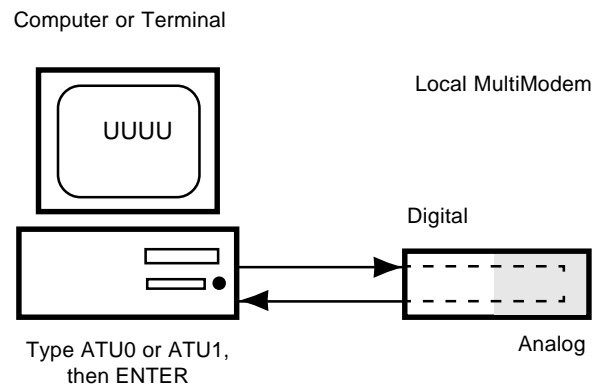 Computer or Terminal
Local MultiModem
UUUU
Digital
Analog
Type ATU0 or ATU1,
then ENTER